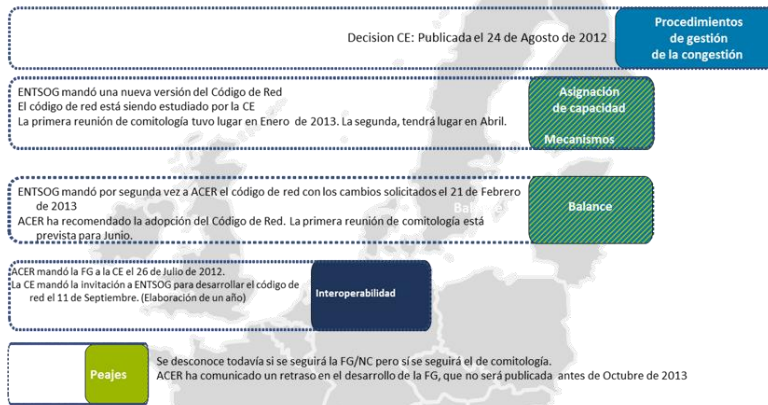 Decision CE: Publicada el 24 de Agosto de 2012
Procedimientos
de gestión
de la congestión
ENTSOG mandó una nueva versión del Código de Red
El código de red está siendo estudiado por la CE
La primera reunión de comitología tuvo lugar en Enero de 2013. La segunda, tendrá lugar en Abril.
Asignación
de capacidad
Mecanismos
ENTSOG mandó por segunda vez a ACER el código de red con los cambios solicitados el 21 de Febrero
de 2013
ACER ha recomendado la adopción del Código de Red. La primera reunión de comitología está
prevista para Junio.
Balance
ACER mandó la FG a la CE el 26 de Julio de 2012.
La CE mandó la invitación a ENTSOG para desarrollar el código de
red el 11 de Septiembre. (Elaboración de un año)
Interoperabilidad
Peajes
Se desconoce todavía si se seguirá la FG/NC pero sí se seguirá el de comitología.
ACER ha comunicado un retraso en el desarrollo de la FG, que no será publicada antes de Octubre de 2013